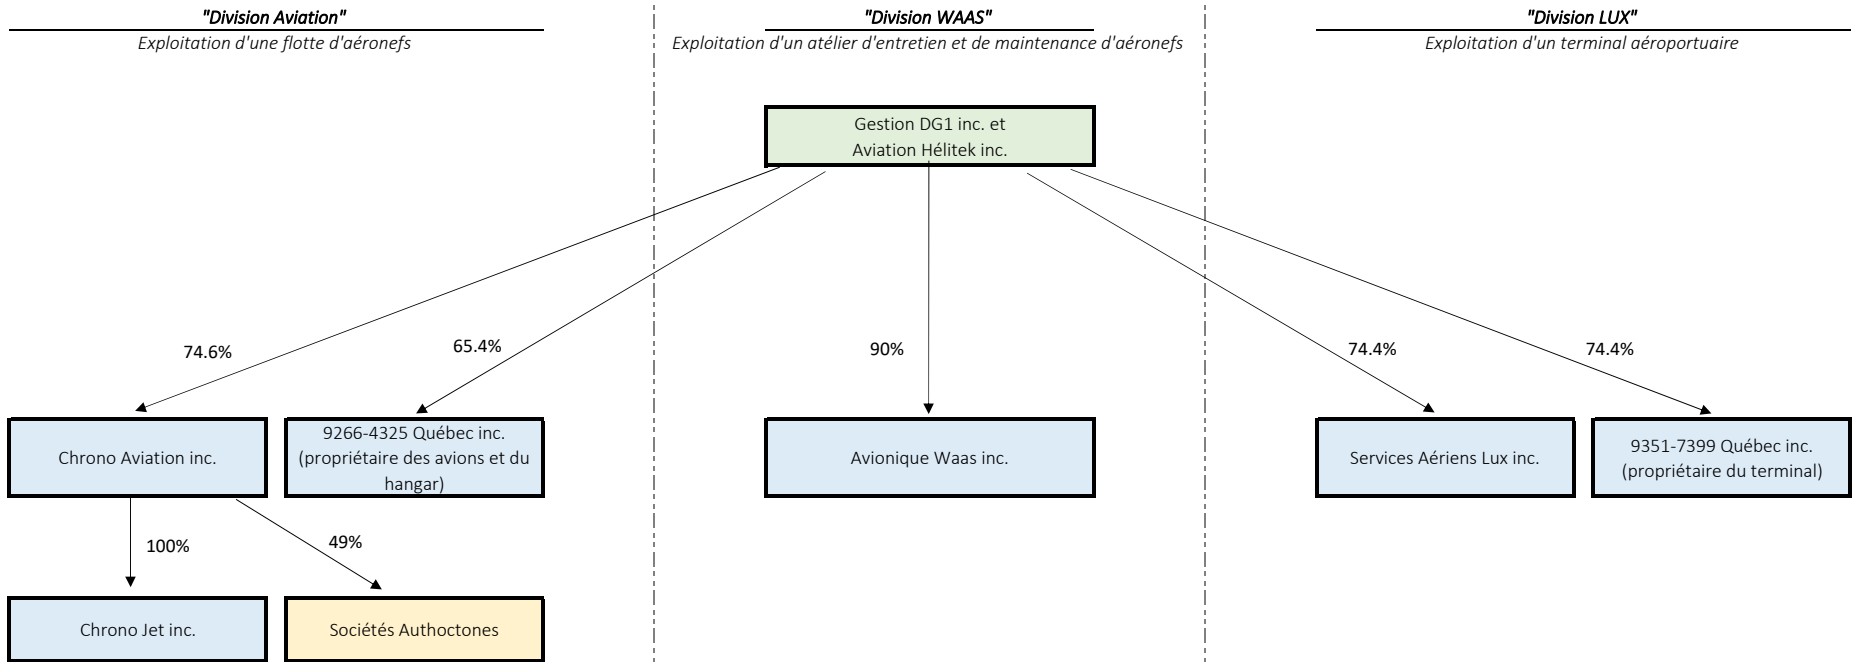 "Division Aviation"
Exploitation d'une flotte d'aéronefs
"Division WAAS"
Exploitation d'un atélier d'entretien et de maintenance d'aéronefs
"Division LUX"
Exploitation d'un terminal aéroportuaire
Gestion DG1 inc. et
Aviation Hélitek inc.
74.6%
65.4%
90%
74.4%
74.4%
Chrono Aviation inc.
9266-4325 Québec inc.
(propriétaire des avions et du
hangar)
Avionique Waas inc.
Services Aériens Lux inc.
9351-7399 Québec inc.
(propriétaire du terminal)
100%
49%
Chrono Jet inc.
Sociétés Authoctones